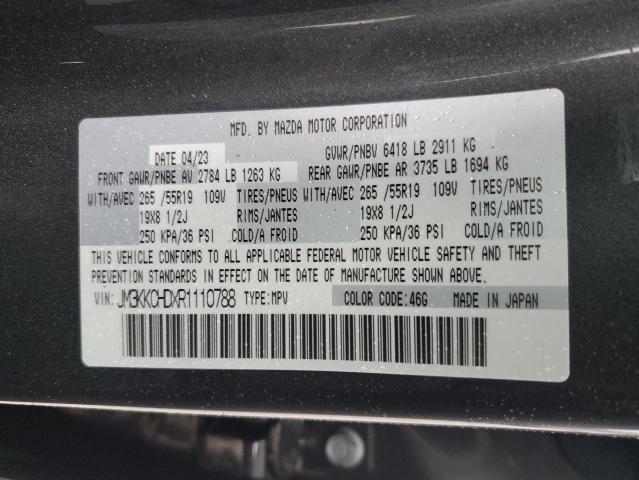 MFD. BY MAZDA MOTOR CORPORATION
DATE 04/23 GVWR/PNBV 6418 LB 2911 KG
FRONT GAWR/PNBE AV 2784 LB 1263 KG REAR GAWR/PNBE AR 3735 LB 1694 KG
WITH/AVEC 265 /55R19 109V TIRES/PNEUS WITH/AVEC 265 /55R19 109V TIRES/PNEUS
19X8 1/2J RIMS/JANTES 19X8 1/2J RIMS/JANTES
250 KPA/36 PSI COLD/A FROID 250 KPA/36 PSI COLD/A FROID
THIS VEHICLE CONFORMS TO ALL APPLICABLE FEDERAL MOTOR VEHICLE SAFETY AND THEFT
PREVENTION STANDARDS IN EFFECT ON THE DATE OF MANUFACTURE SHOWN ABOVE.
VIN: JM3KKCHDXR1110788 TYPE:MPV COLOR CODE:46G MADE IN JAPAN